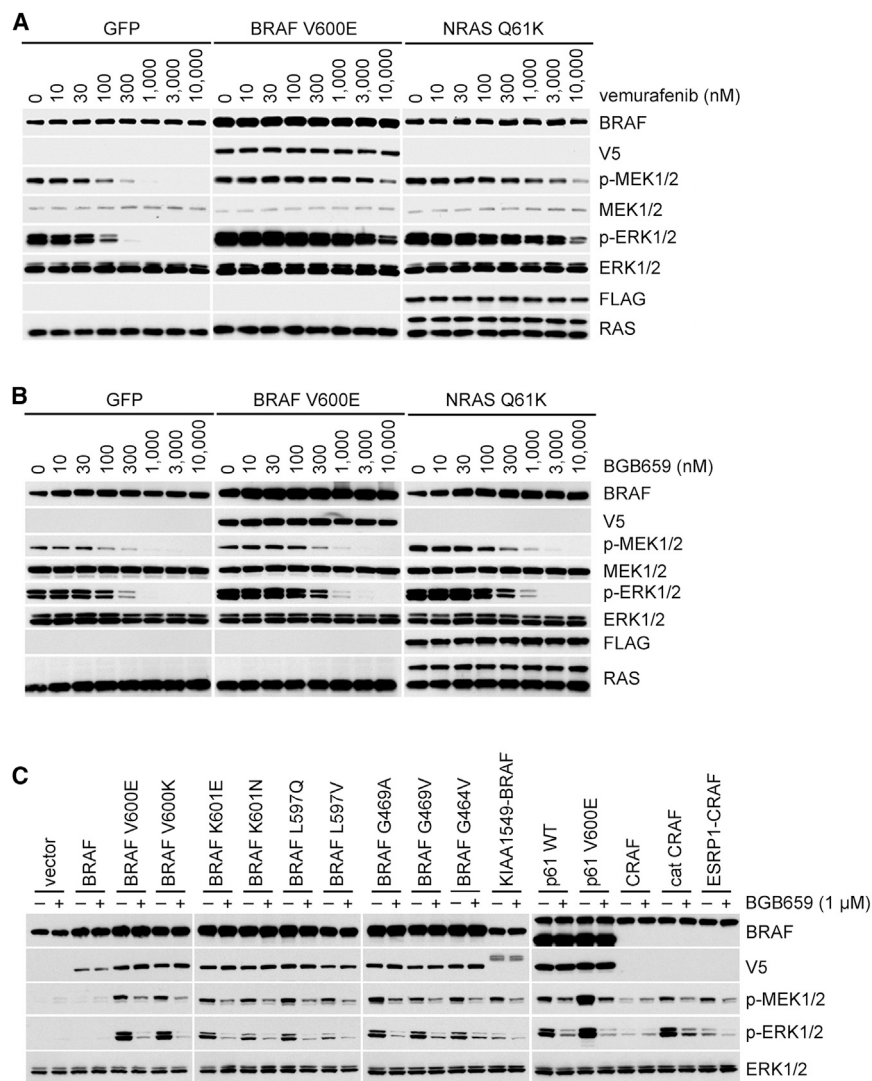 A
GFP BRAF V600E NRAS Q61K
0 10 30 100 300 1,000 3,000 10,000 0 10 30 100 300 1,000 3,000 10,000 0 10 30 100 300 1,000 3,000 10,000 vemurafenib (nM)
BRAF
V5
p-MEK1/2
MEK1/2
p-ERK1/2
ERK1/2
FLAG
RAS
B
GFP BRAF V600E NRAS Q61K
0 10 30 100 300 1,000 3,000 10,000 0 10 30 100 300 1,000 3,000 10,000 0 10 30 100 300 1,000 3,000 10,000 BGB659 (nM)
BRAF
V5
p-MEK1/2
MEK1/2
p-ERK1/2
ERK1/2
FLAG
RAS
C
vector BRAF BRAF V600E BRAF V600K BRAF K601E BRAF K601N BRAF L597Q BRAF L597V BRAF G469A BRAF G469V BRAF G464V KIAA1549-BRAF p61 WT p61 V600E CRAF cat CRAF ESRP1-CRAF
– + – + – + – + – + – + – + – + – + – + – + – + – + – + – + – + – + BGB659 (1 µM)
BRAF
V5
p-MEK1/2
p-ERK1/2
ERK1/2